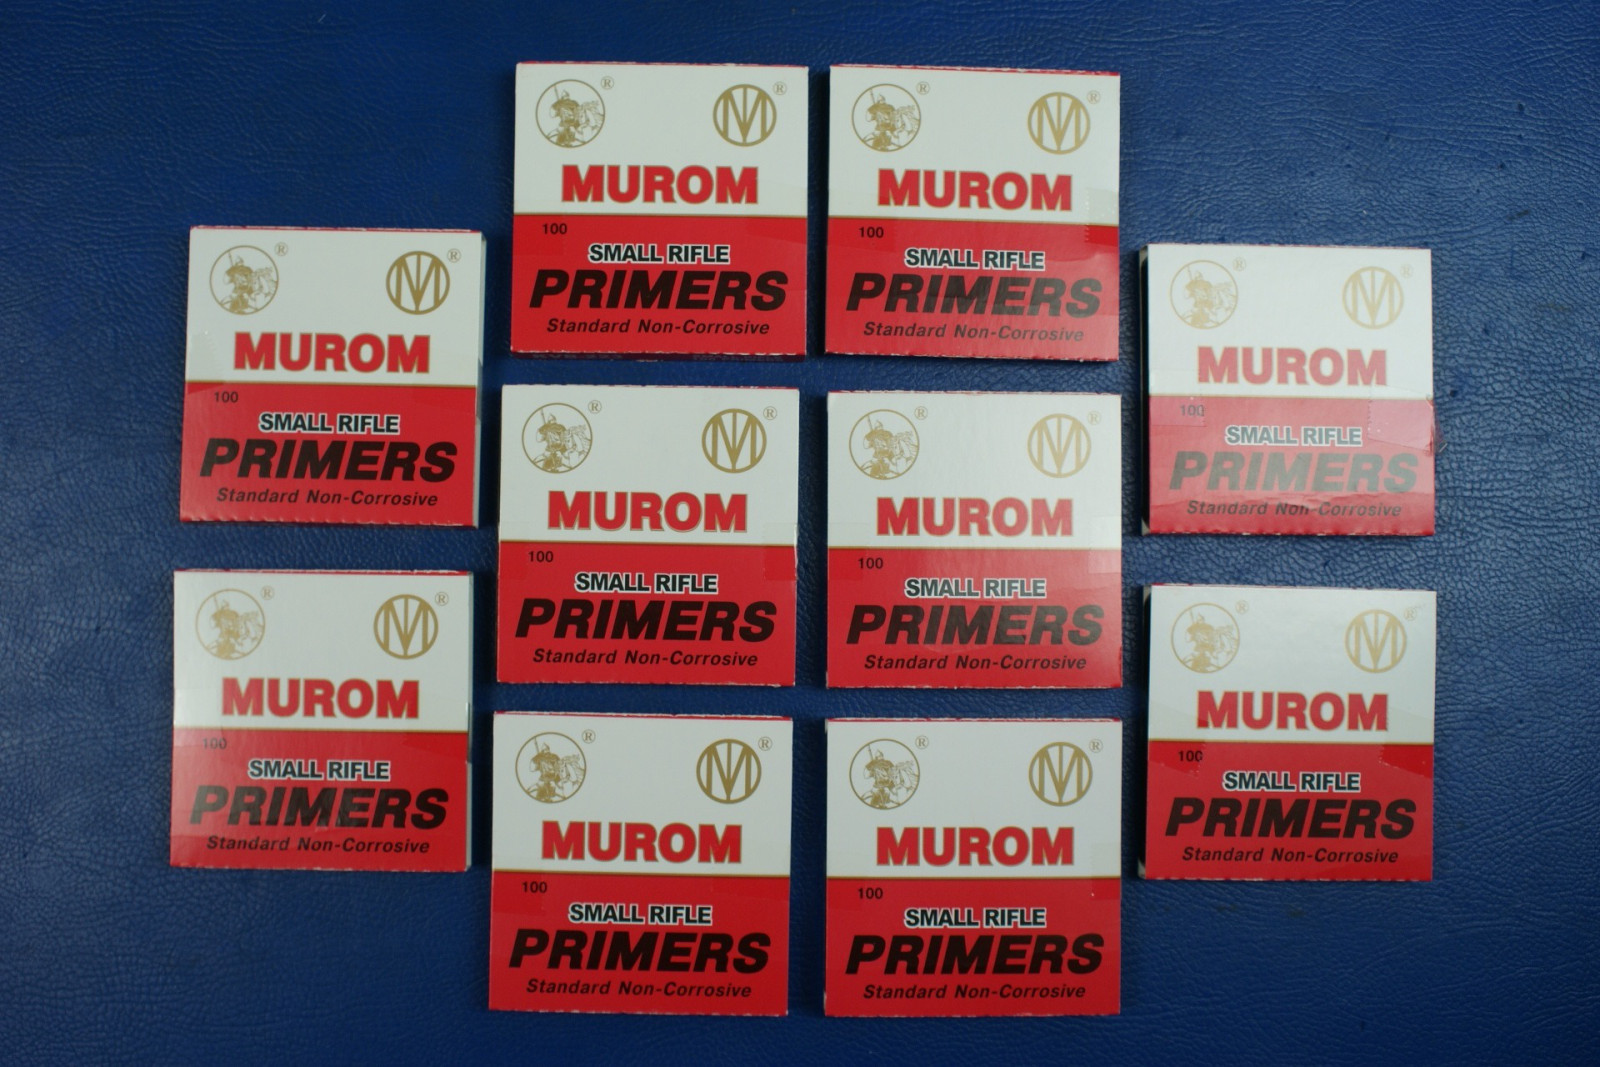 MUROM
100
SMALL RIFLE
PRIMERS
Standard Non-Corrosive
MUROM
100
SMALL RIFLE
PRIMERS
Standard Non-Corrosive
MUROM
100
SMALL RIFLE
PRIMERS
Standard Non-Corrosive
MUROM
100
SMALL RIFLE
PRIMERS
Standard Non-Corrosive
MUROM
100
SMALL RIFLE
PRIMERS
Standard Non-Corrosive
MUROM
100
SMALL RIFLE
PRIMERS
Standard Non-Corrosive
MUROM
100
SMALL RIFLE
PRIMERS
Standard Non-Corrosive
MUROM
100
SMALL RIFLE
PRIMERS
Standard Non-Corrosive
MUROM
100
SMALL RIFLE
PRIMERS
Standard Non-Corrosive
MUROM
100
SMALL RIFLE
PRIMERS
Standard Non-Corrosive